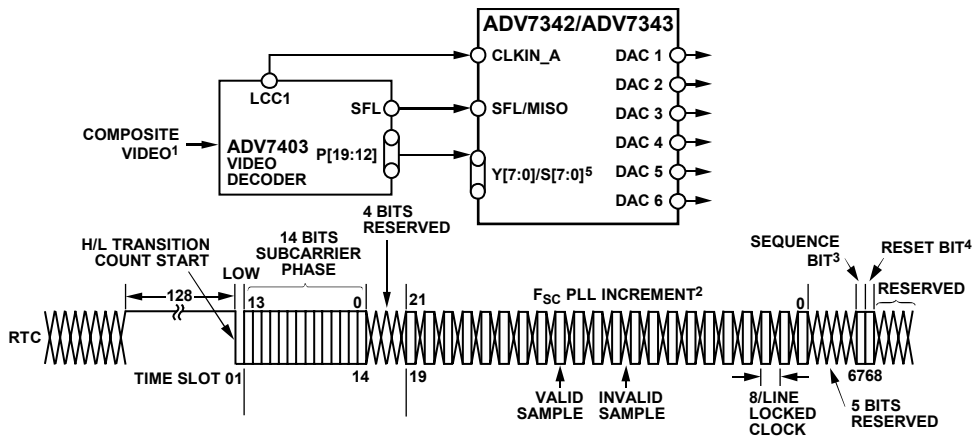 ADV7342/ADV7343
CLKIN_A
DAC 1
DAC 2
LCC1
SFL
SFL/MISO
DAC 3
COMPOSITE
VIDEO1
ADV7403
VIDEO
DECODER
P[19:12]
DAC 4
Y[7:0]/S[7:0]5
DAC 5
DAC 6
H/L TRANSITION
COUNT START
14 BITS
SUBCARRIER
PHASE
4 BITS
RESERVED
SEQUENCE
BIT3
RESET BIT4
LOW
RESERVED
128
13
0
21
FSC PLL INCREMENT2
0
RTC
TIME SLOT 01
14
19
6768
VALID
SAMPLE
INVALID
SAMPLE
8/LINE
LOCKED
CLOCK
5 BITS
RESERVED